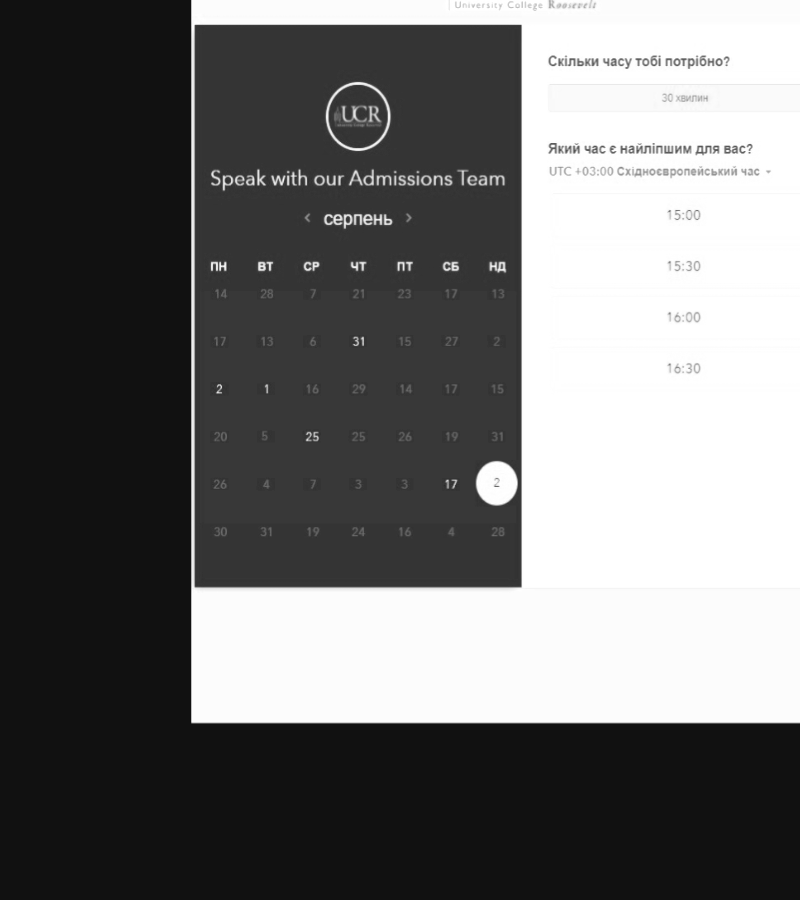 University College Roosevelt
UCR
Speak with our Admissions Team
‹ серпень ›
ПН ВТ СР ЧТ ПТ СБ НД
14 28 7 21 23 17 13
17 13 6 31 15 27 2
2 1 16 29 14 17 15
20 5 25 25 26 19 31
26 4 7 3 3 17 2
30 31 19 24 16 4 28
Скільки часу тобі потрібно?
30 хвилин
Який час є найліпшим для вас?
UTC +03:00 Східноєвропейський час
15:00
15:30
16:00
16:30